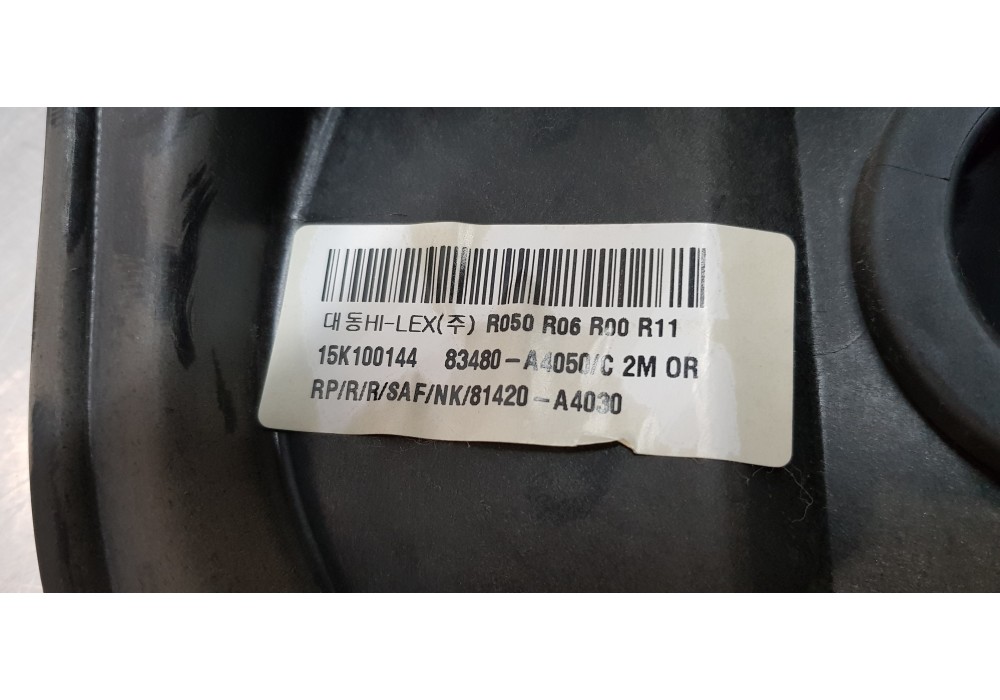 대동HI-LEX(주) R050 R06 R00 R11
15K100144 83480-A4050/C 2M OR
RP/R/R/SAF/NK/81420-A4030